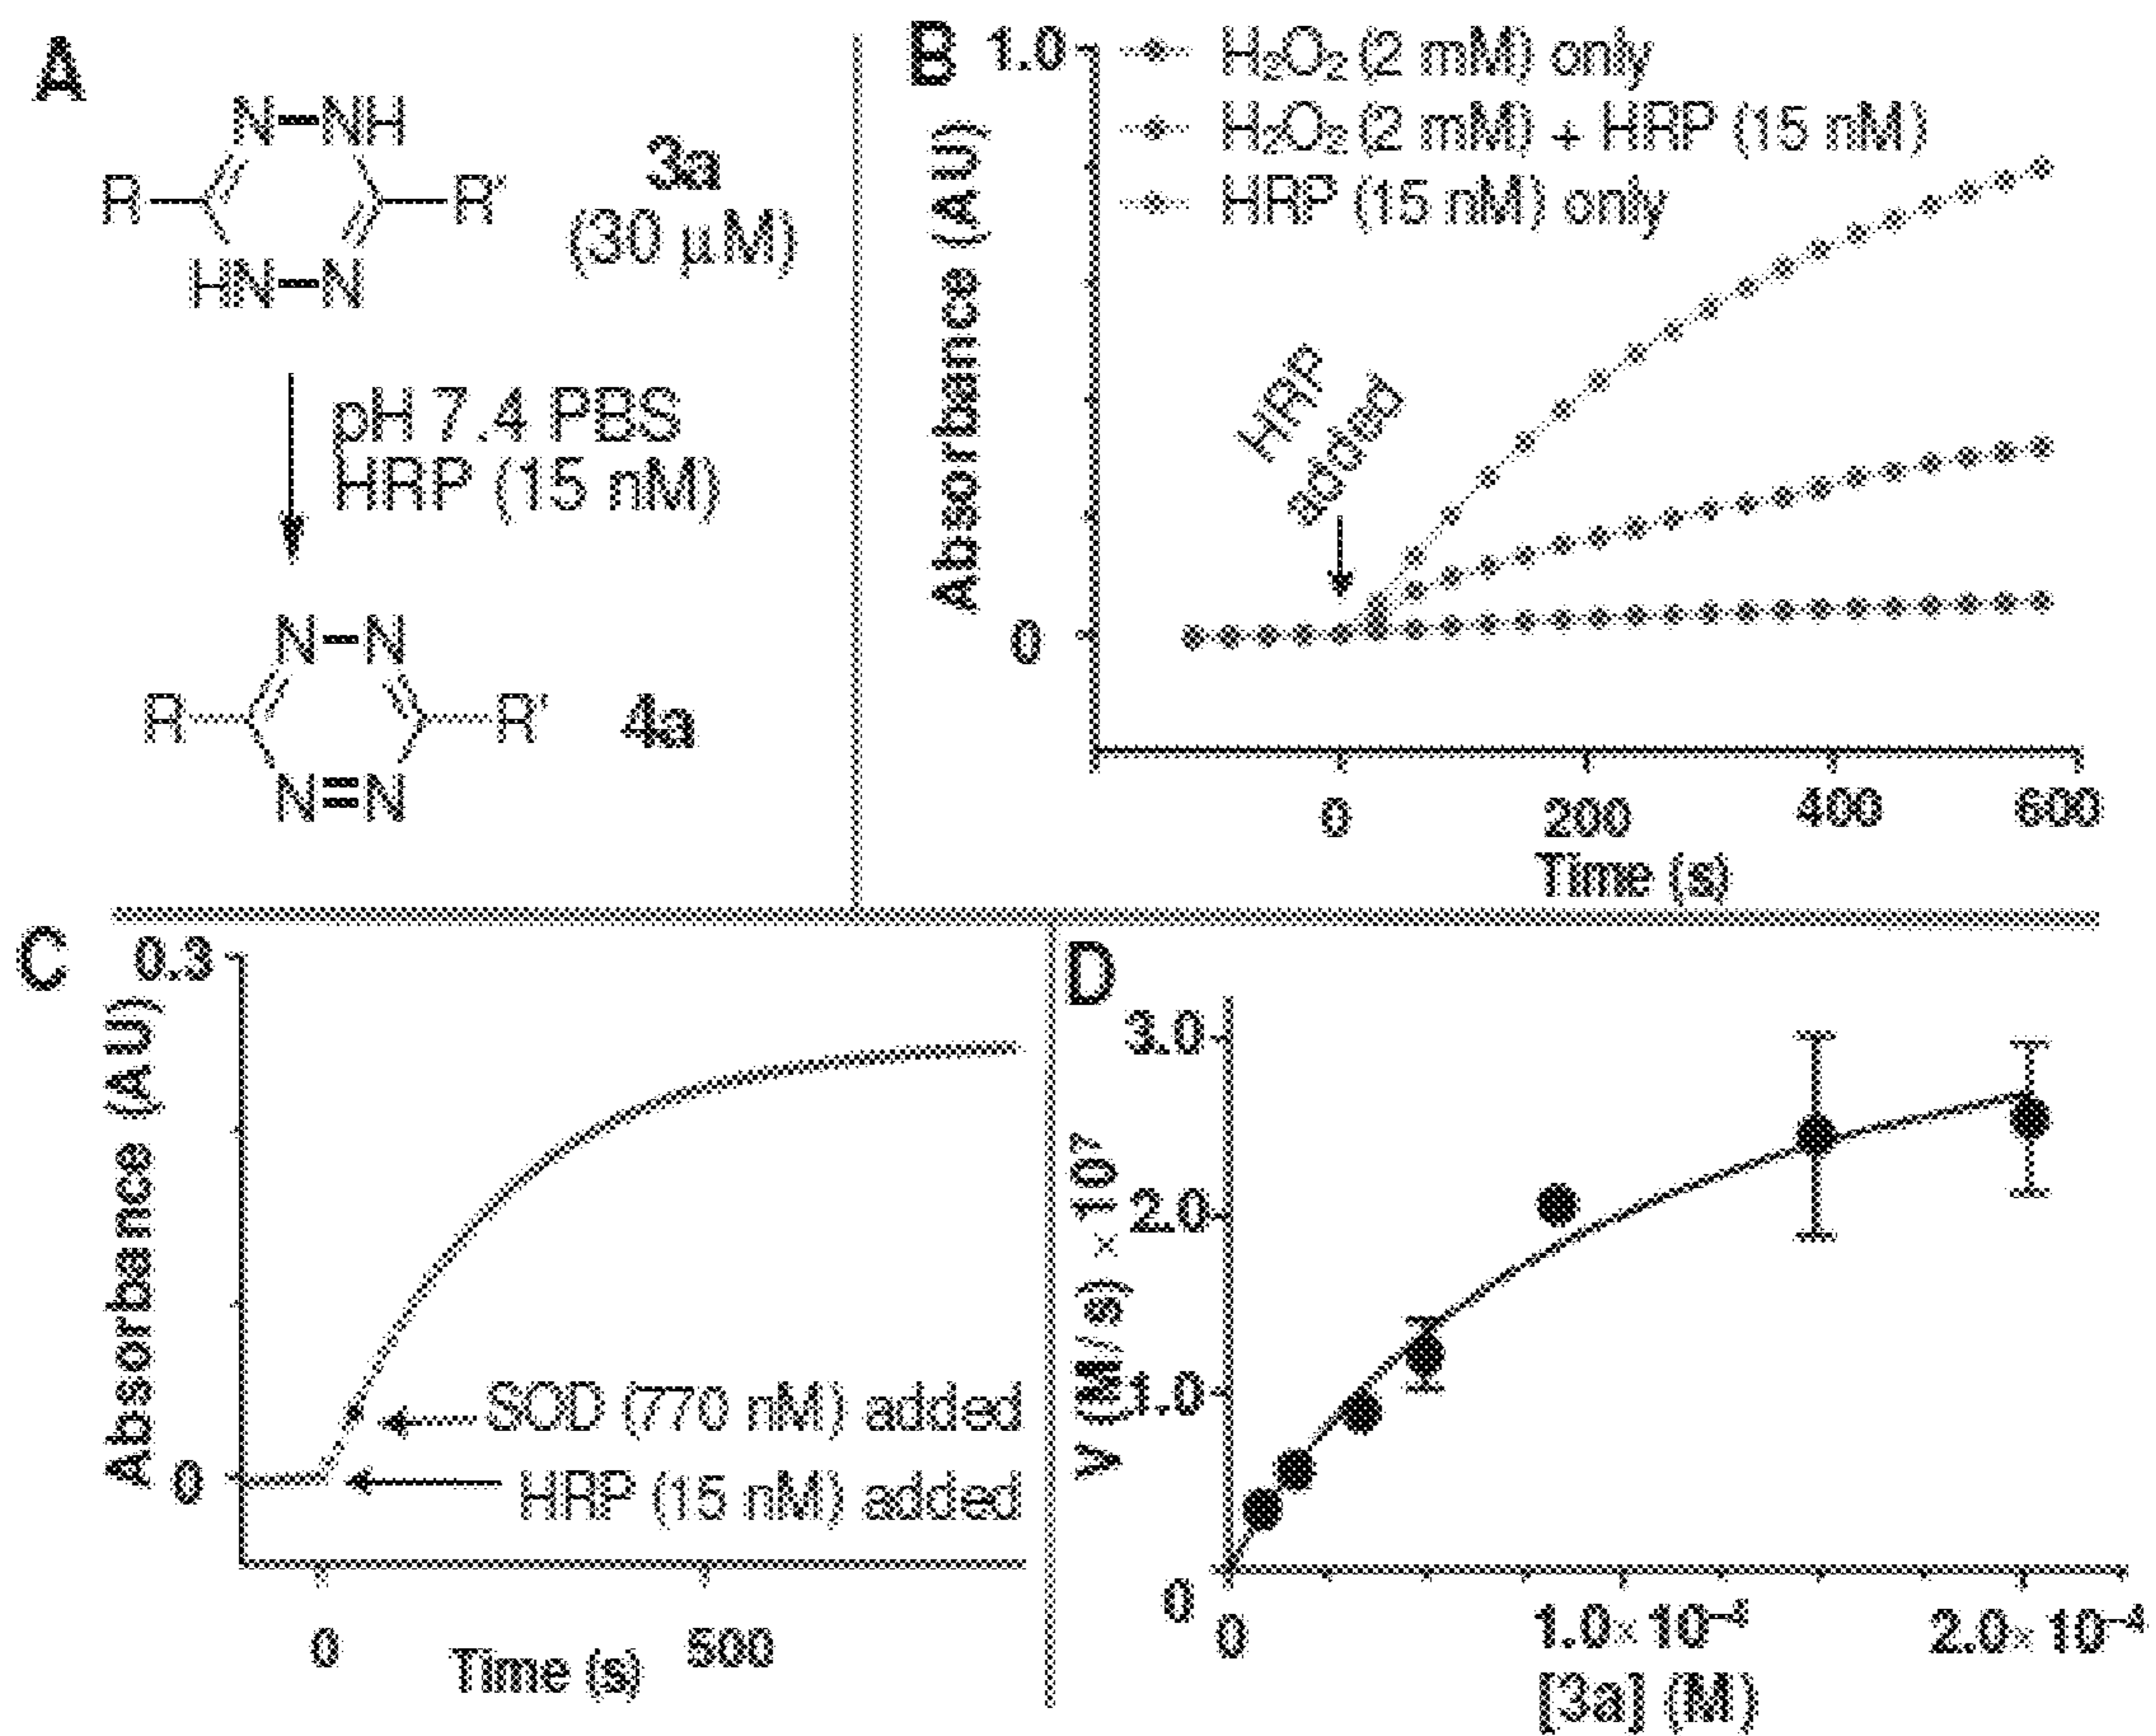 A
N NH
R R'
HN N
3a
(30 μM)
pH 7.4 PBS
HRP (15 nM)
N N
R R'
N N
4a
B
1.0
H₂O₂ (2 mM) only
H₂O₂ (2 mM) + HRP (15 nM)
HRP (15 nM) only
Absorbance (AU)
HRP
added
0
0 200 400 600
Time (s)
C
0.3
Absorbance (AU)
SOD (770 nM) added
0
HRP (15 nM) added
0 500
Time (s)
D
3.0
2.0
1.0
V (M/s) × 10⁷
0
0 1.0×10⁻⁴ 2.0×10⁻⁴
[3a] (M)